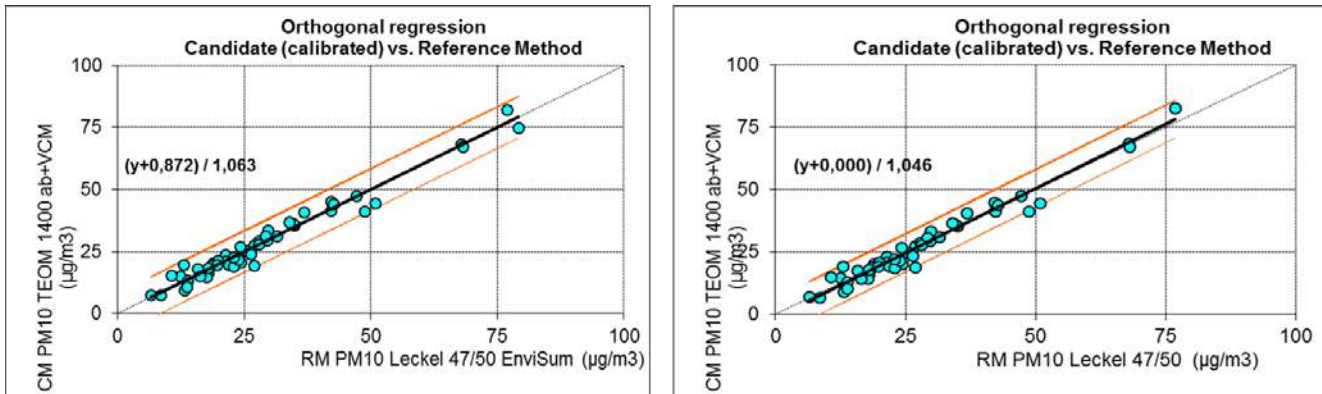 Orthogonal regression
Candidate (calibrated) vs. Reference Method
CM PM10 TEOM 1400 ab+VCM
(µg/m3)
100
75
50
25
0
(y+0,872) / 1,063
0
25
50
75
100
RM PM10 Leckel 47/50 EnviSum (µg/m3)
Orthogonal regression
Candidate (calibrated) vs. Reference Method
CM PM10 TEOM 1400 ab+VCM
(µg/m3)
100
75
50
25
0
(y+0,000) / 1,046
0
25
50
75
100
RM PM10 Leckel 47/50 (µg/m3)